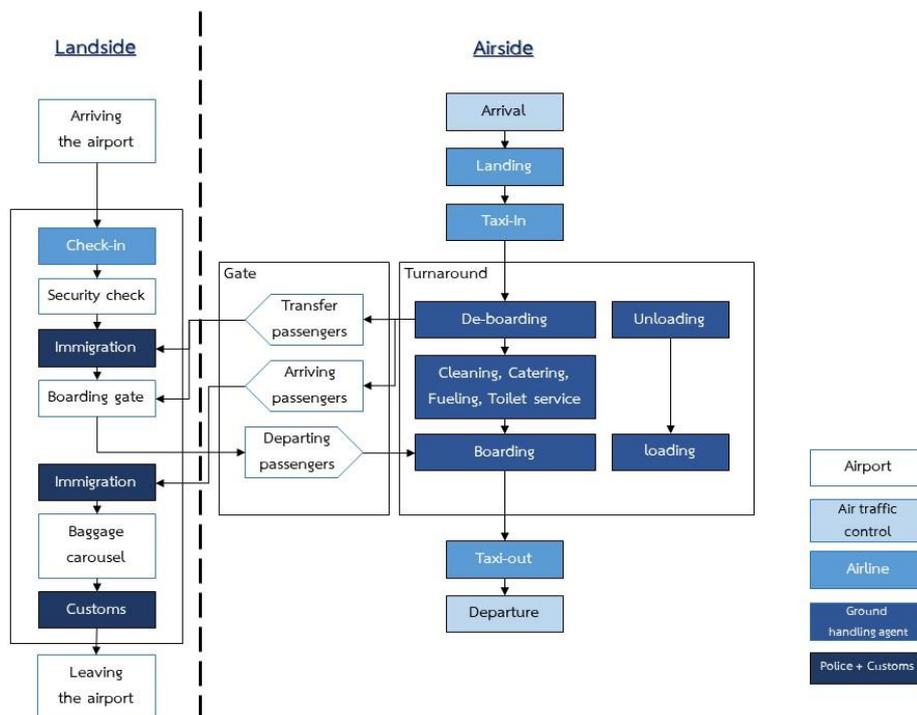 Landside
Airside
Arriving
the airport
Check-in
Security check
Immigration
Boarding gate
Immigration
Baggage
carousel
Customs
Leaving
the airport
Gate
Transfer
passengers
Arriving
passengers
Departing
passengers
Arrival
Landing
Taxi-In
Turnaround
De-boarding
Cleaning, Catering,
Fueling, Toilet service
Boarding
Unloading
loading
Taxi-out
Departure
Airport
Air traffic
control
Airline
Ground
handling agent
Police + Customs